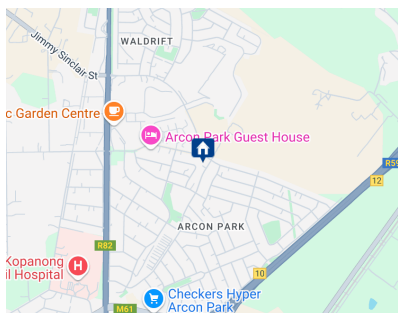 WALDRIFT
Jimmy Sinclair St
c Garden Centre
Arcon Park Guest House
R59
12
ARCON PARK
R82
Kopanong
il Hospital
H
10
Checkers Hyper
Arcon Park
M61